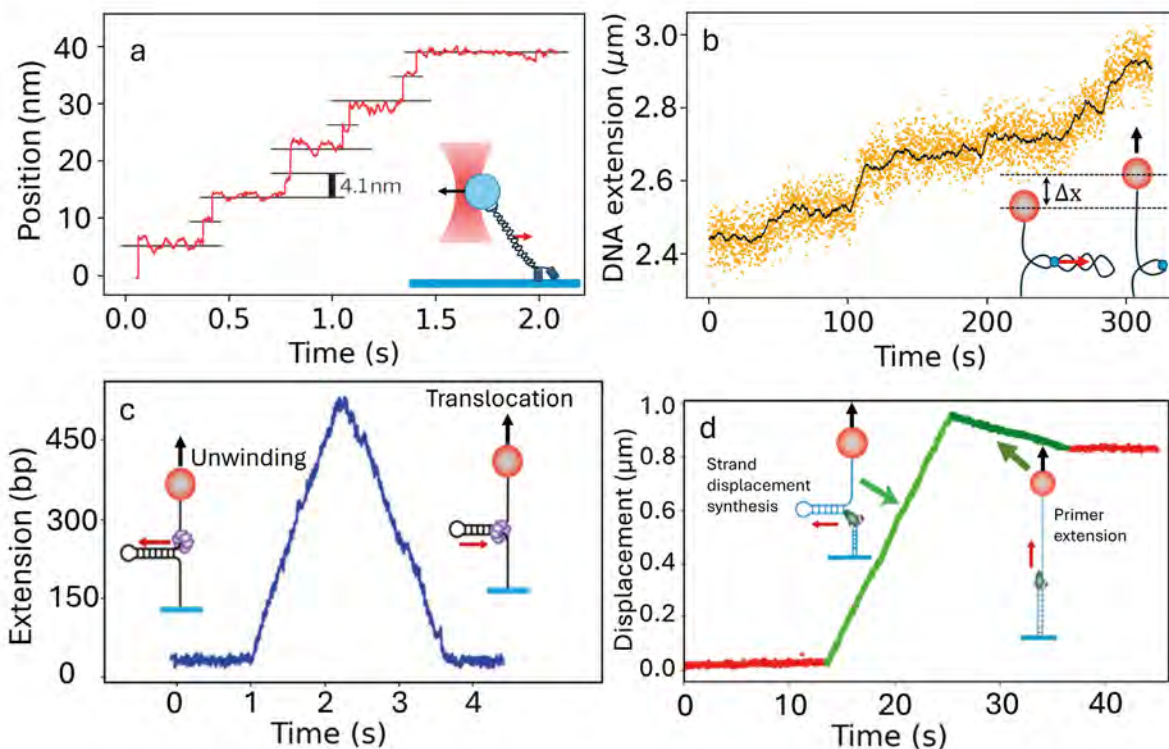 a
Position (nm)
40
30
20
10
0
4.1nm
0.0
0.5
1.0
1.5
2.0
Time (s)
b
DNA extension (μm)
3.0
2.8
2.6
2.4
Δx
0
100
200
300
Time (s)
c
Extension (bp)
450
300
150
0
Unwinding
Translocation
0
1
2
3
4
Time (s)
d
Displacement (μm)
1.0
0.8
0.6
0.4
0.2
0.0
Strand
displacement
synthesis
Primer
extension
0
10
20
30
40
Time (s)